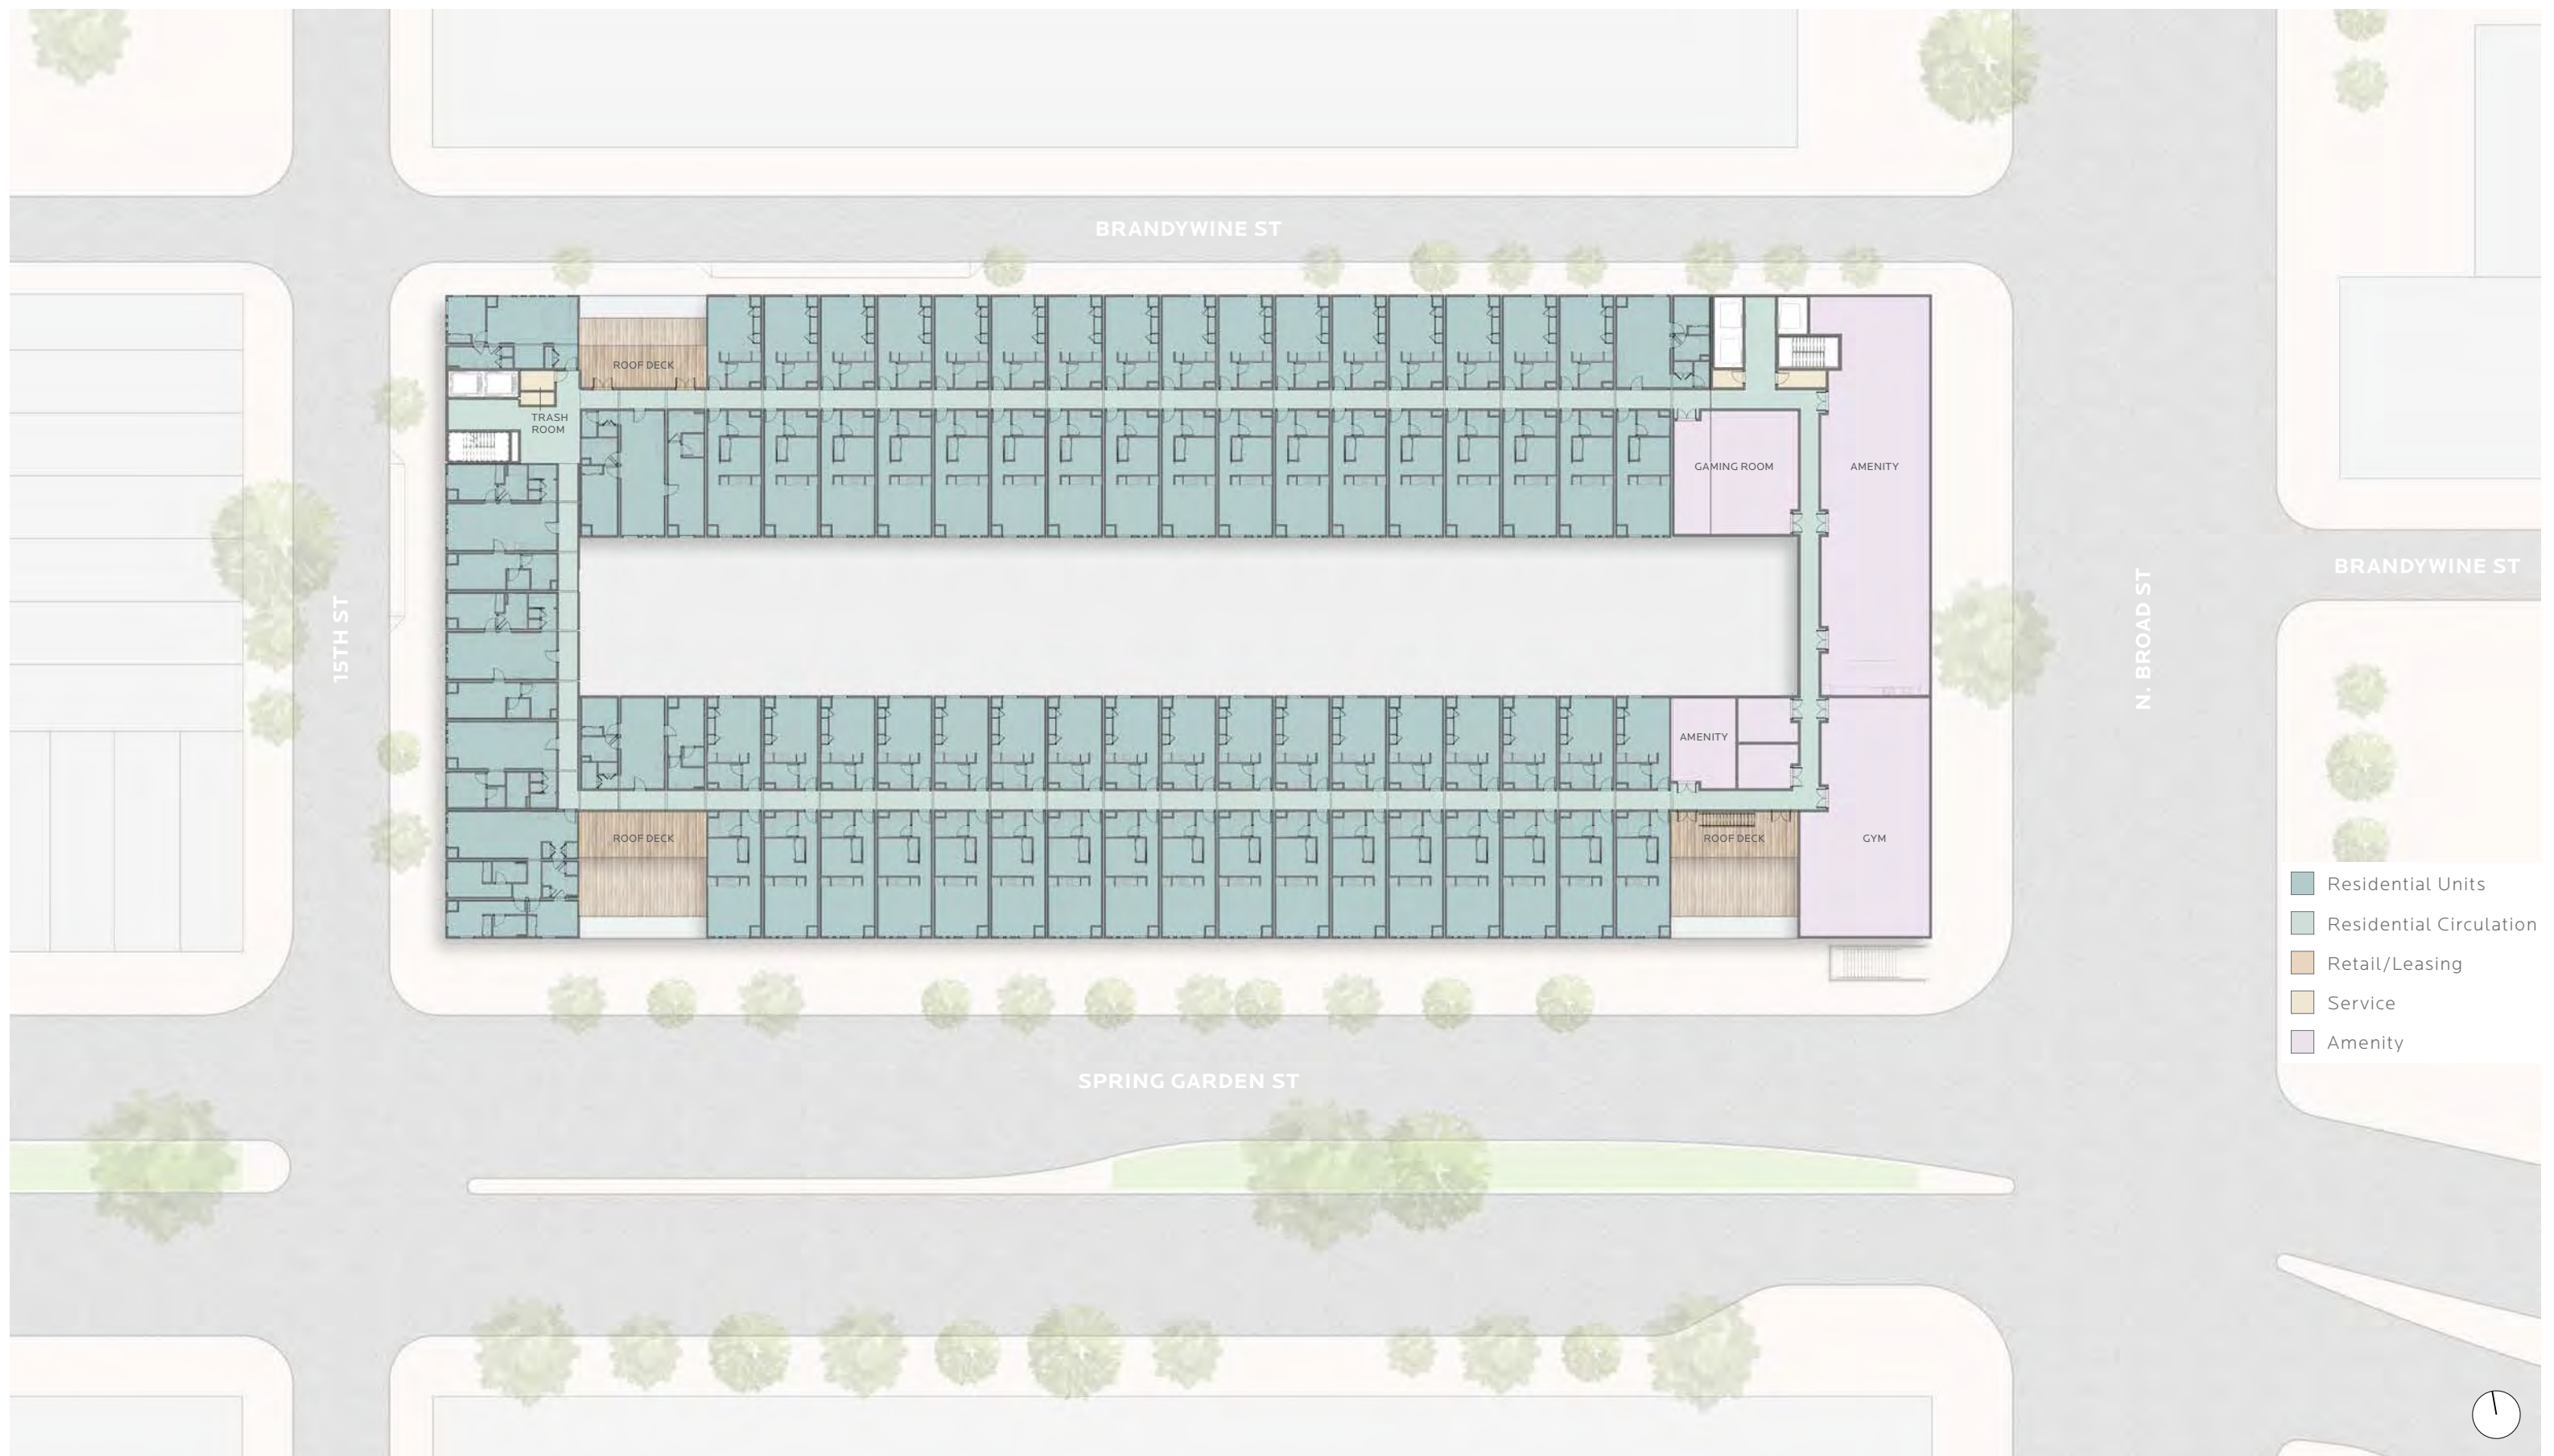 BRANDYWINE ST
ROOF DECK
TRASH
ROOM
GAMING ROOM
AMENITY
BRANDYWINE ST
15TH ST
N. BROAD ST
AMENITY
ROOF DECK
ROOF DECK
GYM
Residential Units
Residential Circulation
Retail/Leasing
Service
Amenity
SPRING GARDEN ST